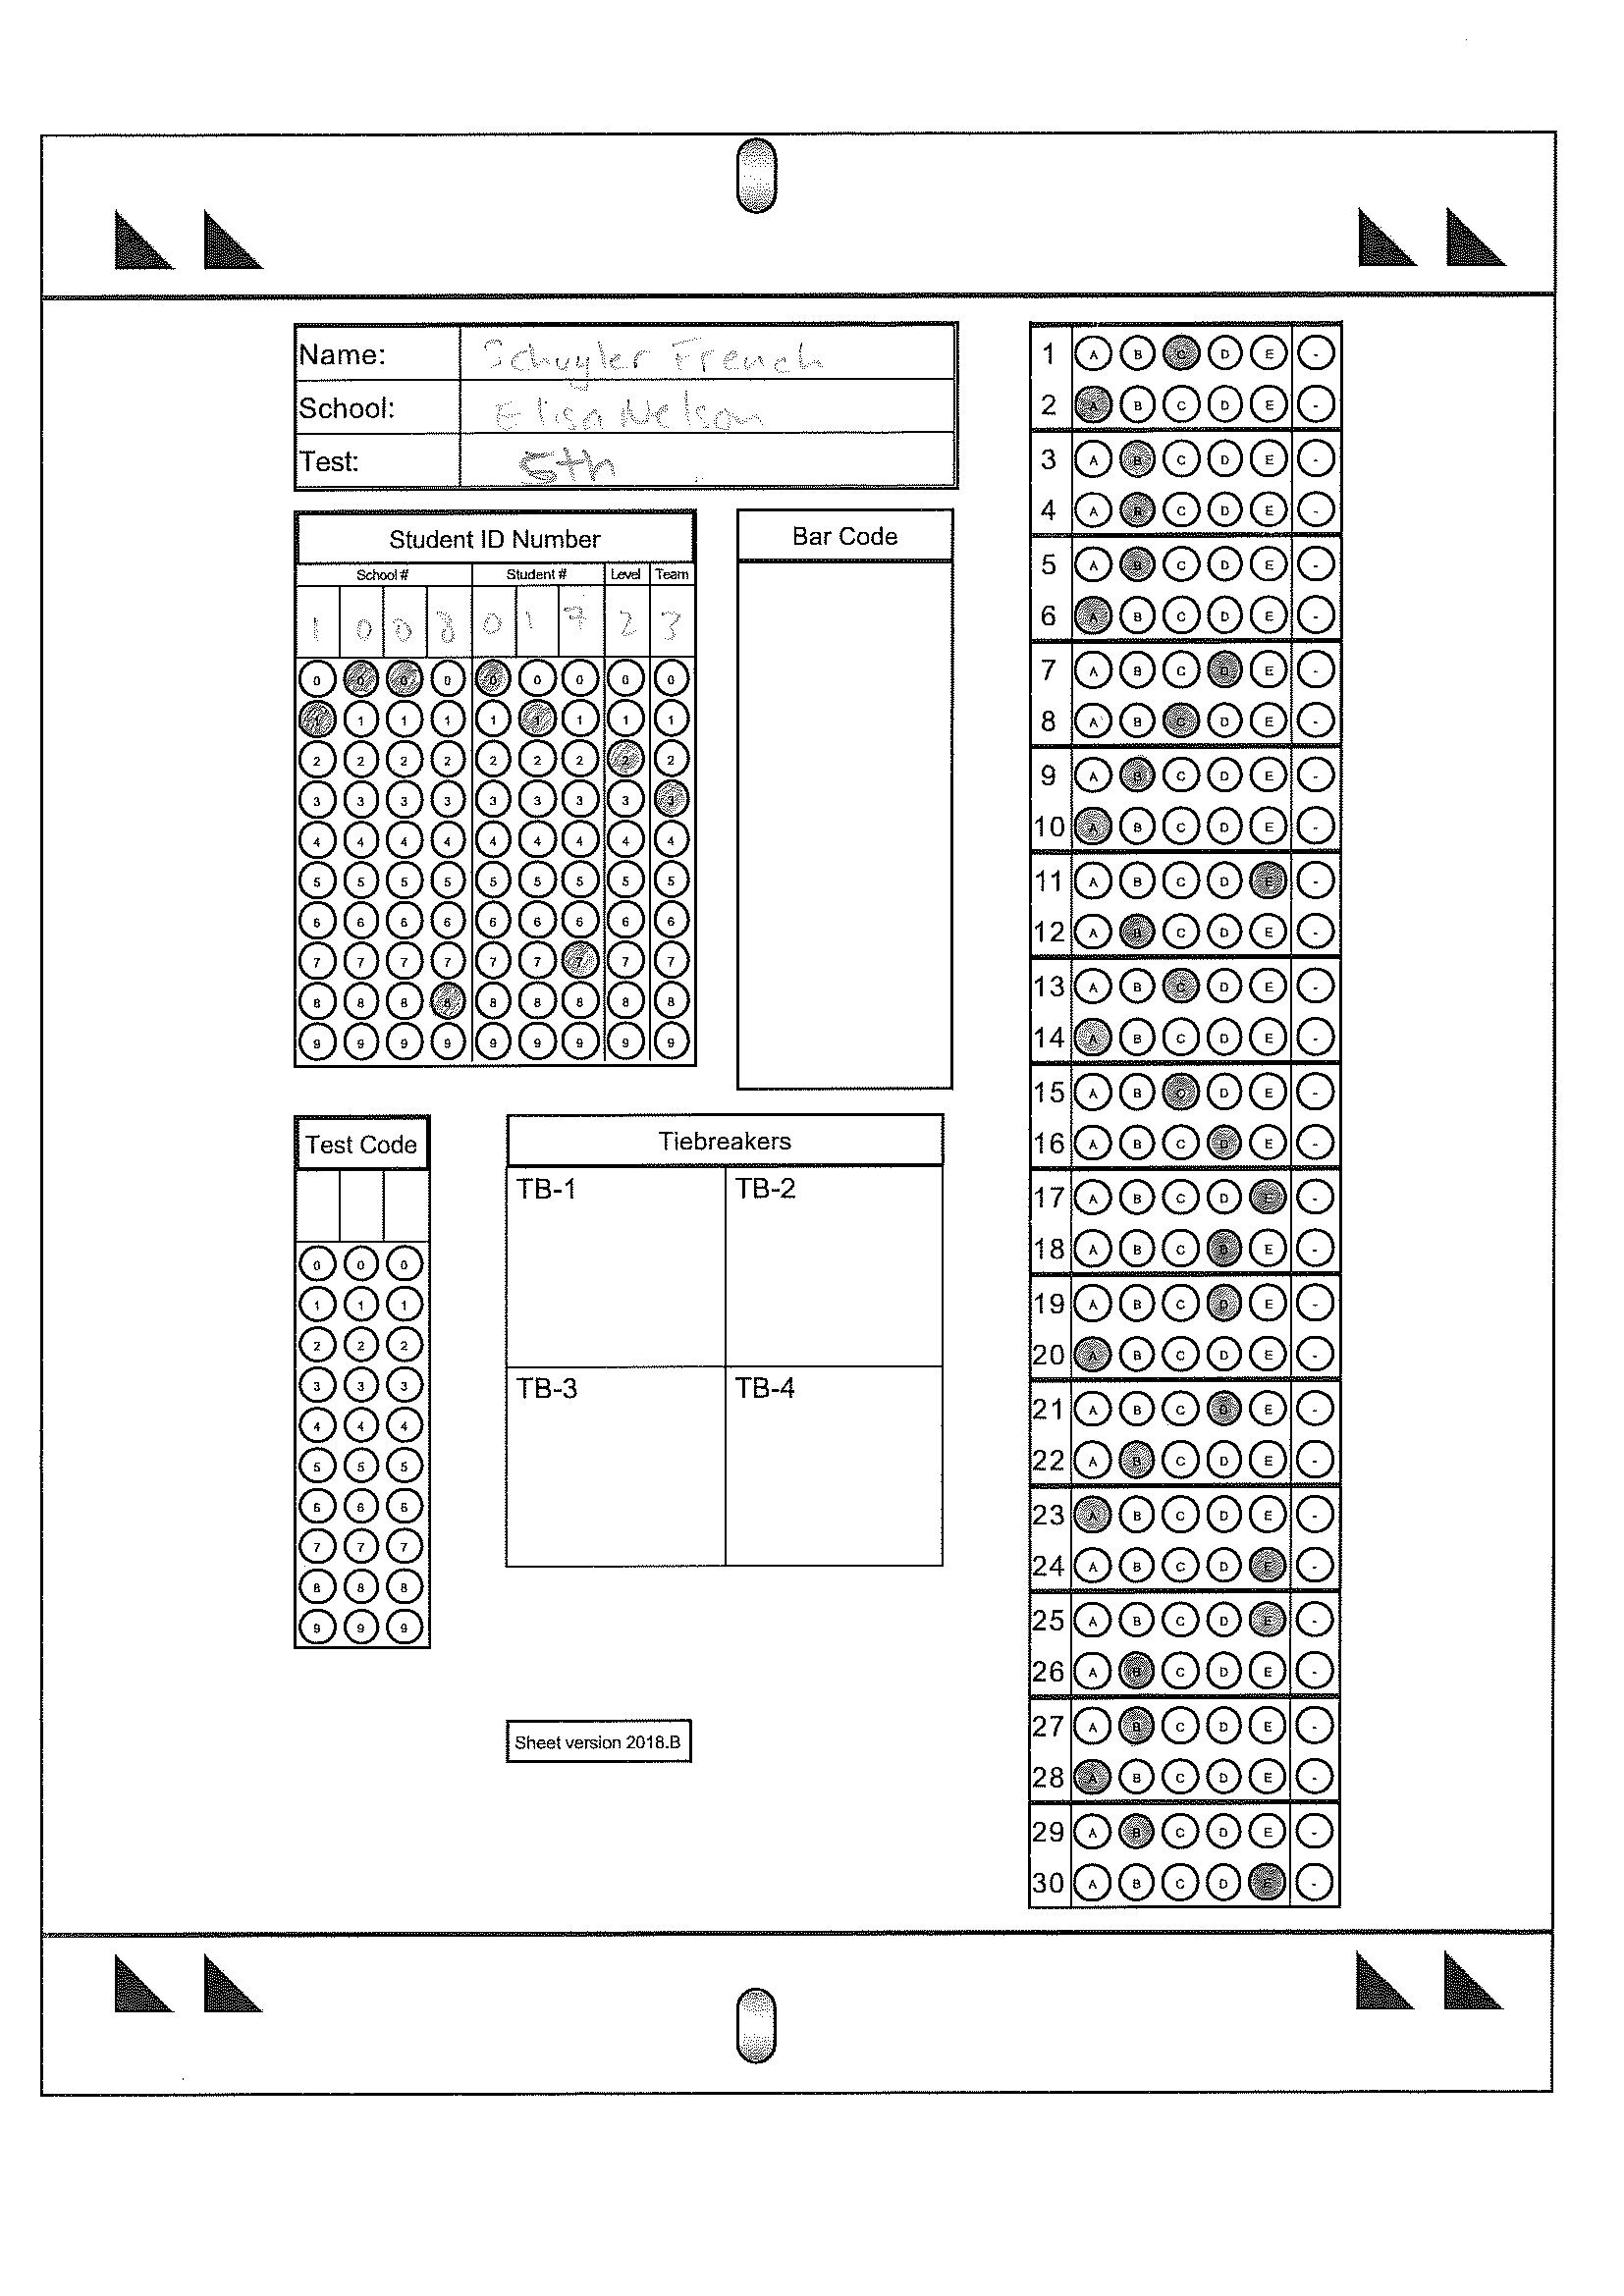 Name: Schuyler French
School: Elisa Nelson
Test: 5th
Student ID Number
School # Student # Level Team
1 0 0 8 0 1 7 2 3
0 0 0 0 0 0 0 0 0
1 1 1 1 1 1 1 1 1
2 2 2 2 2 2 2 2 2
3 3 3 3 3 3 3 3 3
4 4 4 4 4 4 4 4 4
5 5 5 5 5 5 5 5 5
6 6 6 6 6 6 6 6 6
7 7 7 7 7 7 7 7 7
8 8 8 8 8 8 8 8 8
9 9 9 9 9 9 9 9 9
Bar Code
Test Code
0 0 0
1 1 1
2 2 2
3 3 3
4 4 4
5 5 5
6 6 6
7 7 7
8 8 8
9 9 9
Tiebreakers
TB-1 TB-2
TB-3 TB-4
Sheet version 2018.B
1 A B C D E -
2 A B C D E -
3 A B C D E -
4 A B C D E -
5 A B C D E -
6 A B C D E -
7 A B C D E -
8 A B C D E -
9 A B C D E -
10 A B C D E -
11 A B C D E -
12 A B C D E -
13 A B C D E -
14 A B C D E -
15 A B C D E -
16 A B C D E -
17 A B C D E -
18 A B C D E -
19 A B C D E -
20 A B C D E -
21 A B C D E -
22 A B C D E -
23 A B C D E -
24 A B C D E -
25 A B C D E -
26 A B C D E -
27 A B C D E -
28 A B C D E -
29 A B C D E -
30 A B C D E -